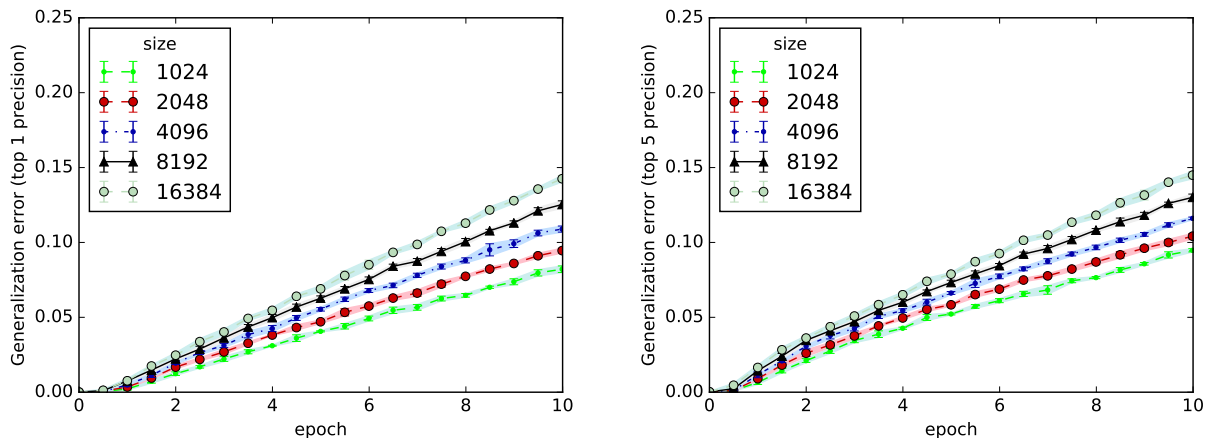 Generalization error (top 1 precision)
0.25
0.20
0.15
0.10
0.05
0.00
size
1024
2048
4096
8192
16384
0 2 4 6 8 10
epoch
Generalization error (top 5 precision)
0.25
0.20
0.15
0.10
0.05
0.00
size
1024
2048
4096
8192
16384
0 2 4 6 8 10
epoch